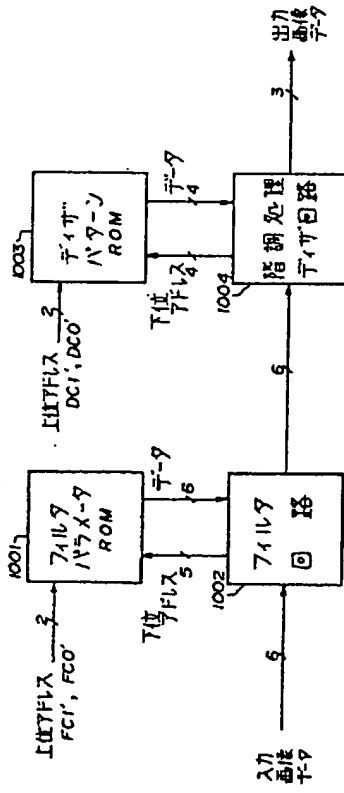 上位アドレス
FC1', FC0'
2
1001
フィルタ
パラメータ
ROM
下位
アドレス
5
データ
6
入力
画像
データ
6
1002
フィルタ
回路
6
上位アドレス
DC1', DC0'
2
1003
ディザ
パターン
ROM
下位
アドレス
4
データ
4
1004
階調処理
ディザ回路
3
出力
画像
データ